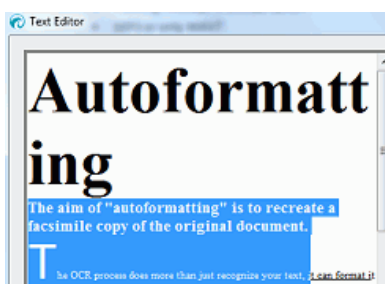 Text Editor
Autoformatt
ing
The aim of "autoformatting" is to recreate a
facsimile copy of the original document.
The OCR process does more than just recognize your text, it can format it